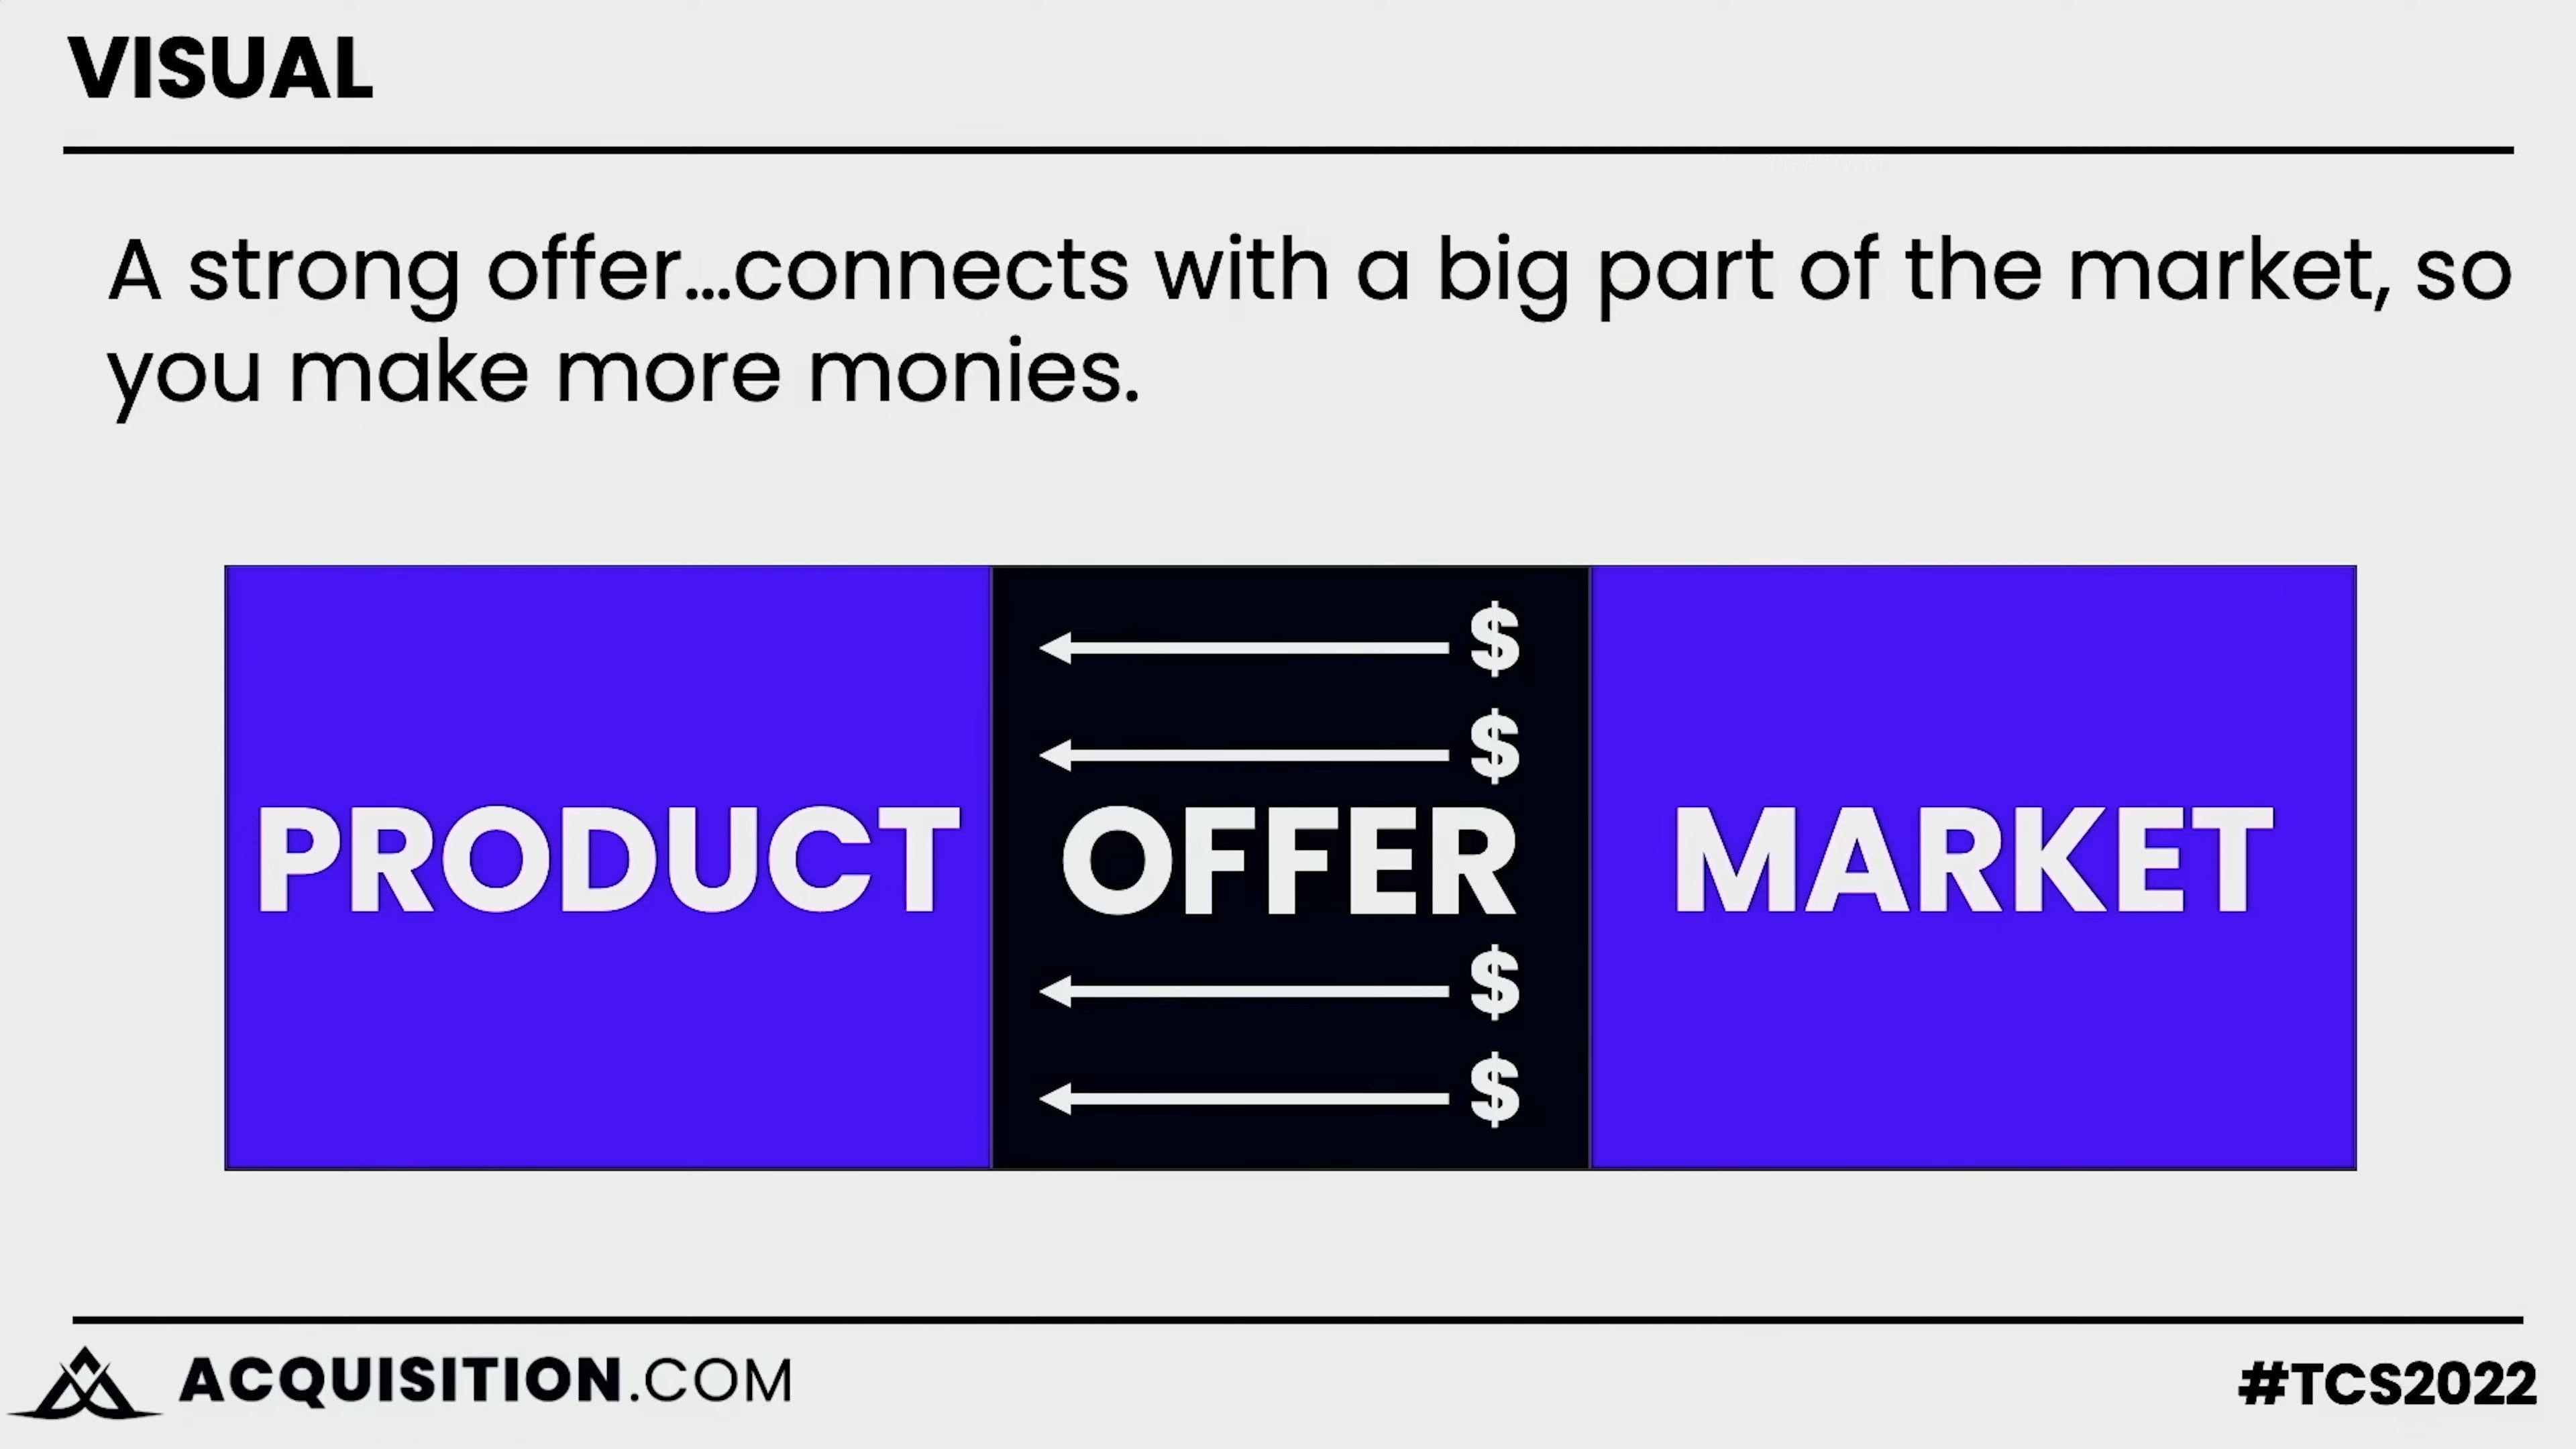 VISUAL
A strong offer...connects with a big part of the market, so
you make more monies.
$
$
PRODUCT OFFER MARKET
$
$
ACQUISITION.COM
#TCS2022